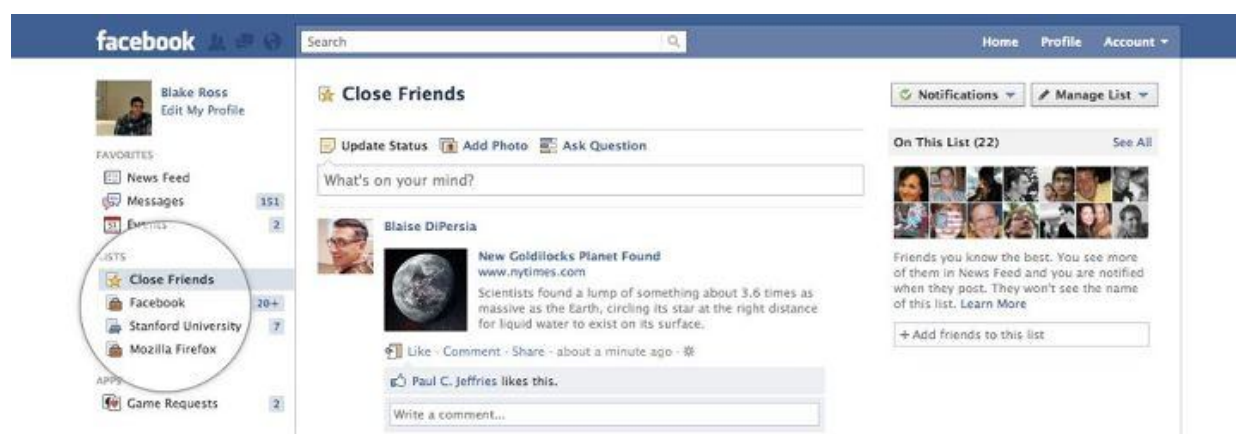 facebook
Search
Home Profile Account
Blake Ross
Edit My Profile
FAVORITES
News Feed
Messages 151
Events 2
LISTS
Close Friends
Facebook 20+
Stanford University 7
Mozilla Firefox
APPS
Game Requests 2
Close Friends
Update Status Add Photo Ask Question
What's on your mind?
Blaise DiPersia
New Goldilocks Planet Found
www.nytimes.com
Scientists found a lump of something about 3.6 times as
massive as the Earth, circling its star at the right distance
for liquid water to exist on its surface.
Like · Comment · Share · about a minute ago ·
Paul C. Jeffries likes this.
Write a comment...
Notifications Manage List
On This List (22) See All
Friends you know the best. You see more
of them in News Feed and you are notified
when they post. They won't see the name
of this list. Learn More
+ Add friends to this list